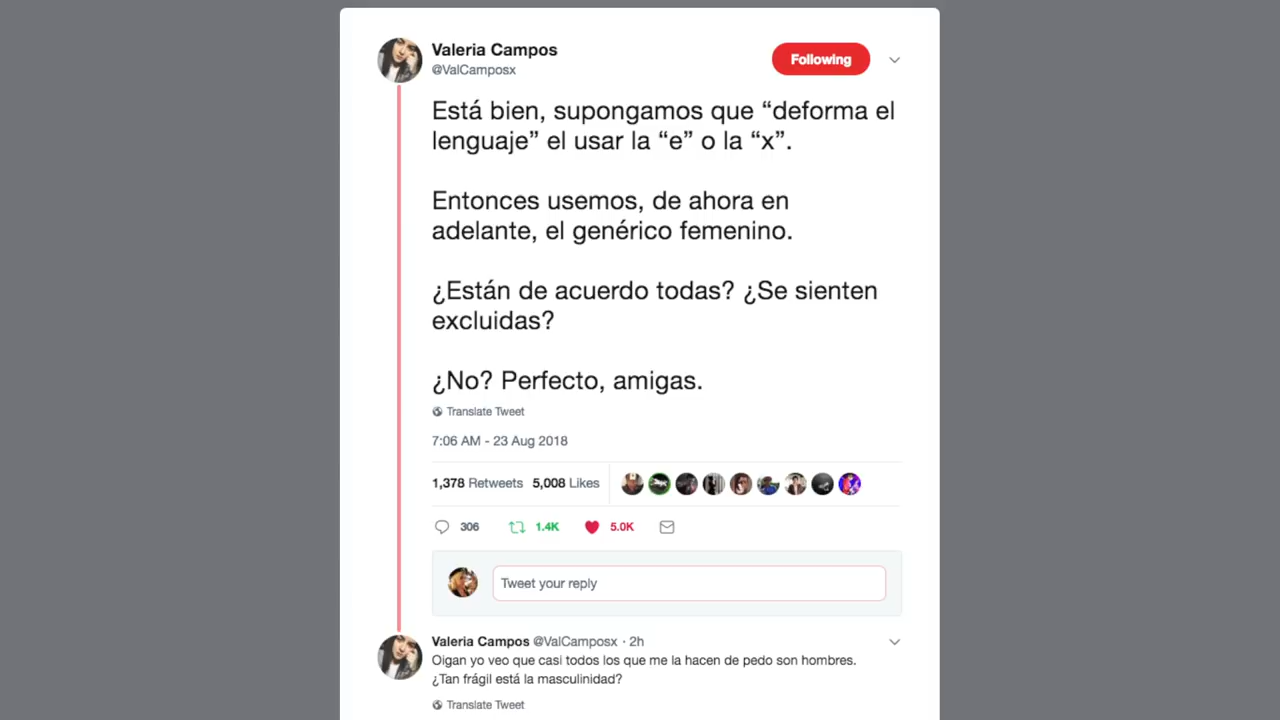 Valeria Campos
@ValCamposx
Following
Está bien, supongamos que “deforma el
lenguaje” el usar la “e” o la “x”.
Entonces usemos, de ahora en
adelante, el genérico femenino.
¿Están de acuerdo todas? ¿Se sienten
excluidas?
¿No? Perfecto, amigas.
Translate Tweet
7:06 AM - 23 Aug 2018
1,378 Retweets 5,008 Likes
306 1.4K 5.0K
Tweet your reply
Valeria Campos @ValCamposx · 2h
Oigan yo veo que casi todos los que me la hacen de pedo son hombres.
¿Tan frágil está la masculinidad?
Translate Tweet